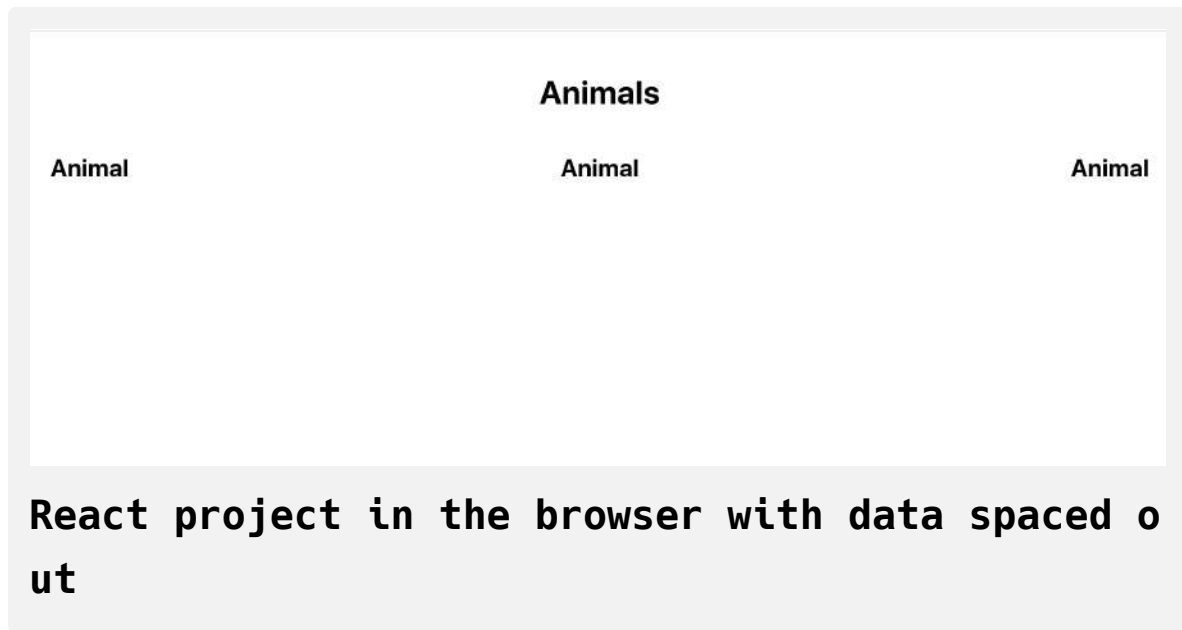 Animals
Animal Animal Animal
React project in the browser with data spaced o
ut